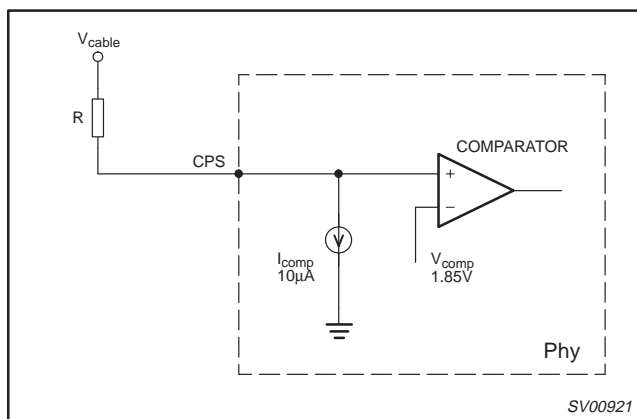 Vcable
R
CPS
COMPARATOR
+
−
Icomp
10µA
Vcomp
1.85V
Phy
SV00921